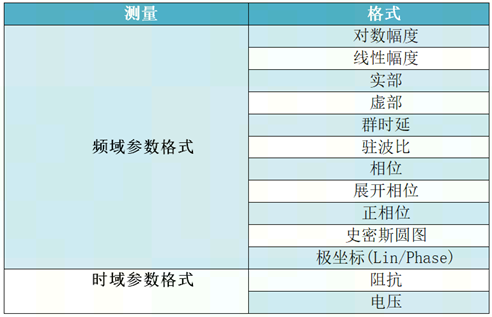 测量 格式
频域参数格式
对数幅度
线性幅度
实部
虚部
群时延
驻波比
相位
展开相位
正相位
史密斯圆图
极坐标(Lin/Phase)
时域参数格式
阻抗
电压